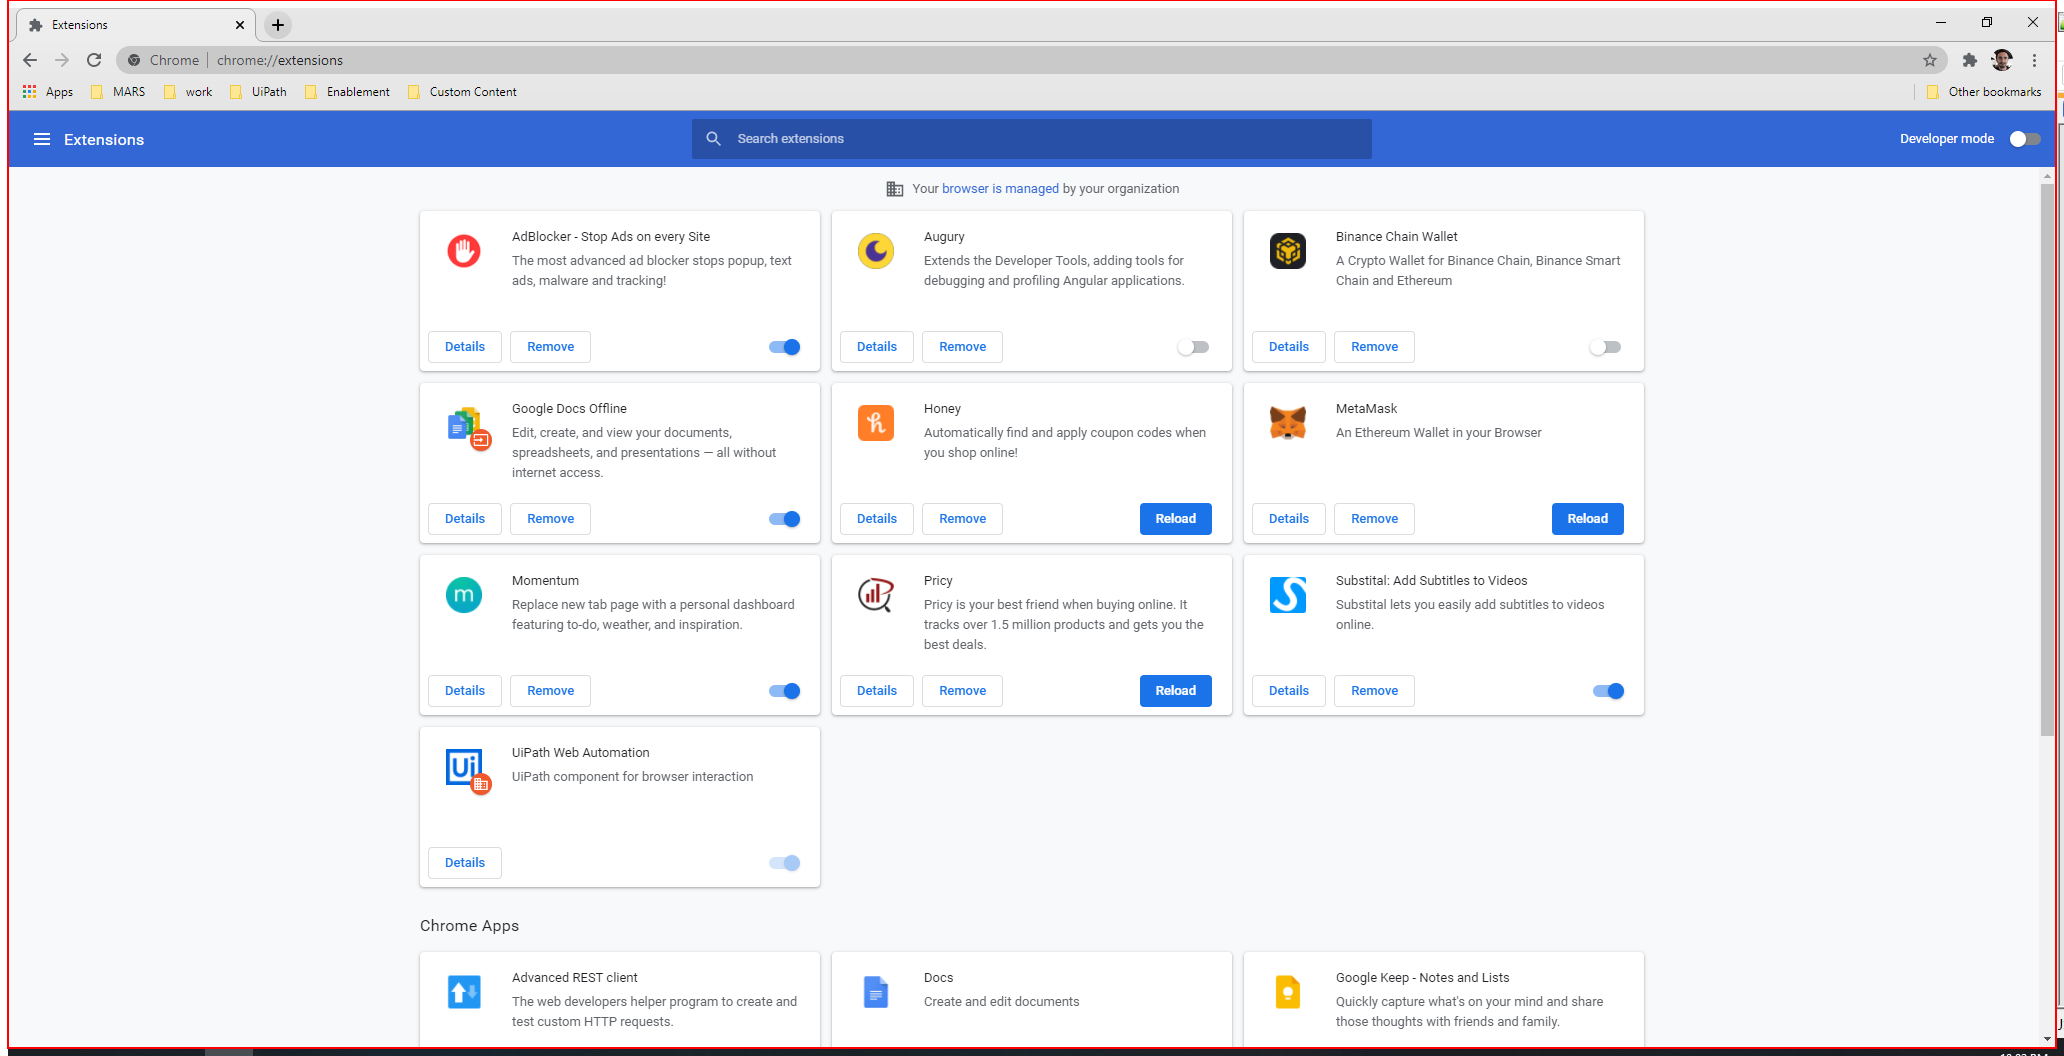 Extensions
Chrome chrome://extensions
Apps MARS work UiPath Enablement Custom Content Other bookmarks
Extensions Search extensions Developer mode
Your browser is managed by your organization
AdBlocker - Stop Ads on every Site
The most advanced ad blocker stops popup, text
ads, malware and tracking!
Details Remove
Augury
Extends the Developer Tools, adding tools for
debugging and profiling Angular applications.
Details Remove
Binance Chain Wallet
A Crypto Wallet for Binance Chain, Binance Smart
Chain and Ethereum
Details Remove
Google Docs Offline
Edit, create, and view your documents,
spreadsheets, and presentations — all without
internet access.
Details Remove
h
Honey
Automatically find and apply coupon codes when
you shop online!
Details Remove Reload
MetaMask
An Ethereum Wallet in your Browser
Details Remove Reload
m
Momentum
Replace new tab page with a personal dashboard
featuring to-do, weather, and inspiration.
Details Remove
Pricy
Pricy is your best friend when buying online. It
tracks over 1.5 million products and gets you the
best deals.
Details Remove Reload
S
Substital: Add Subtitles to Videos
Substital lets you easily add subtitles to videos
online.
Details Remove
Ui
UiPath Web Automation
UiPath component for browser interaction
Details
Chrome Apps
Advanced REST client
The web developers helper program to create and
test custom HTTP requests.
Docs
Create and edit documents
Google Keep - Notes and Lists
Quickly capture what's on your mind and share
those thoughts with friends and family.